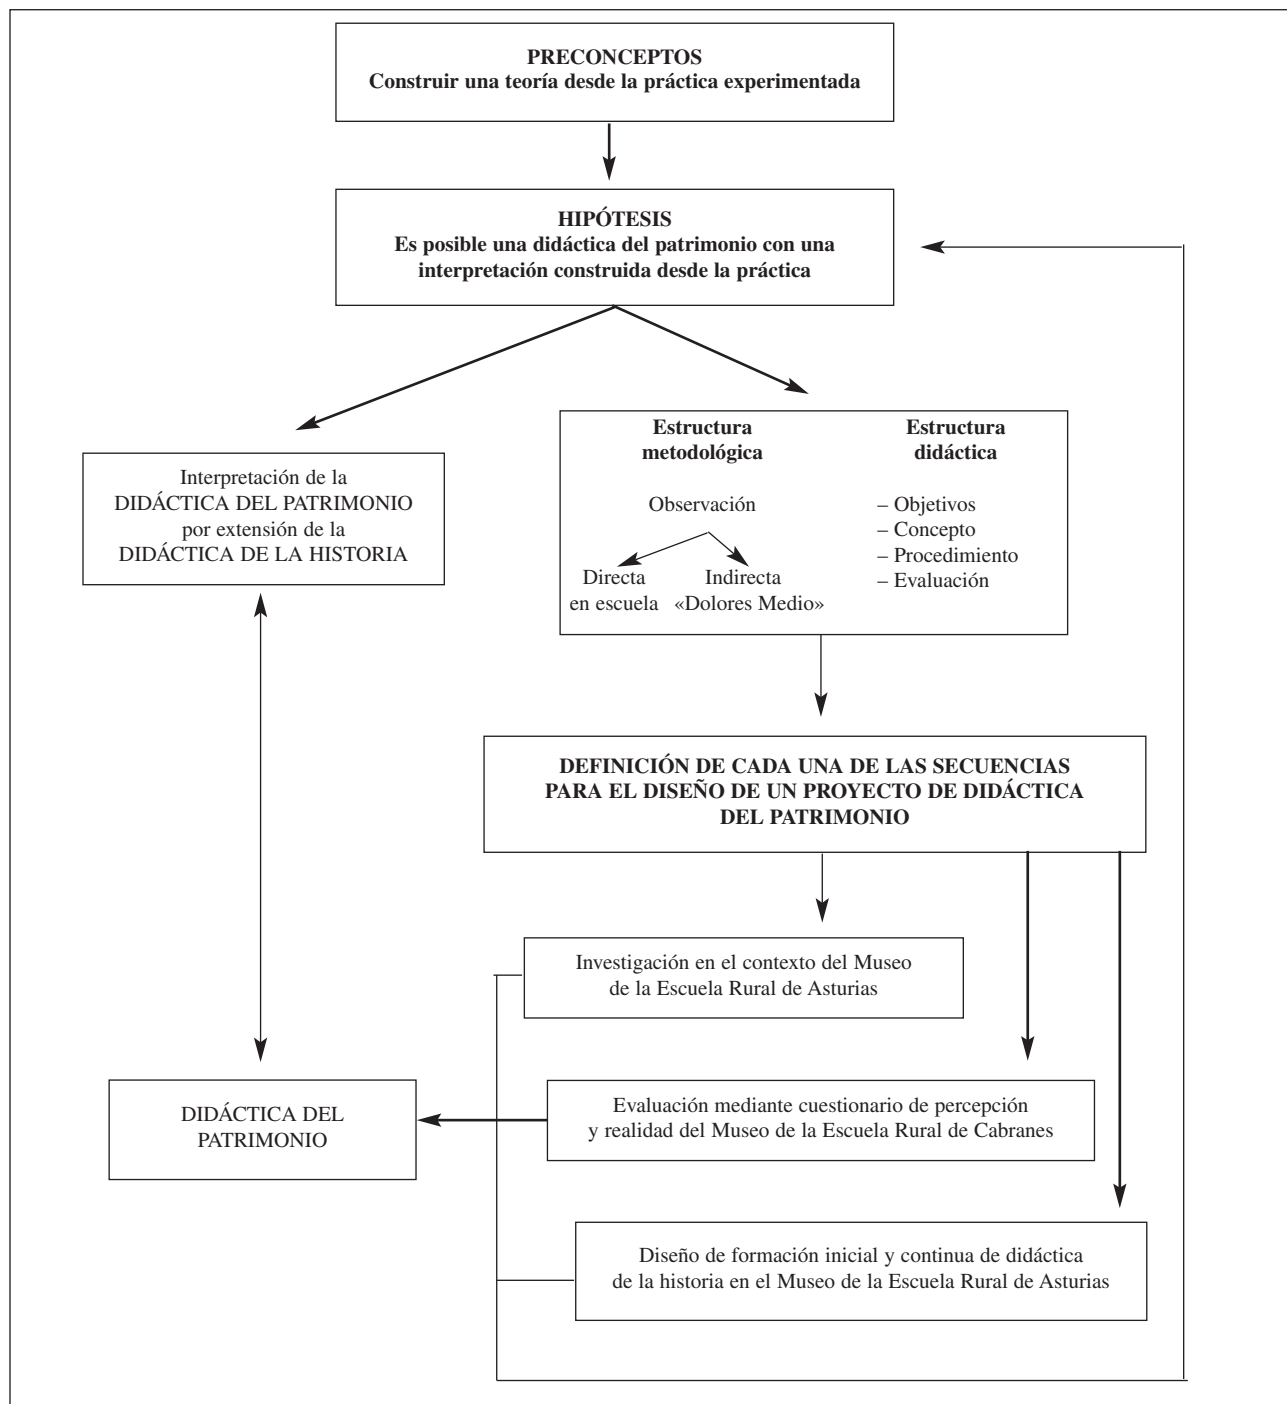 PRECONCEPTOS
Construir una teoría desde la práctica experimentada
HIPÓTESIS
Es posible una didáctica del patrimonio con una
interpretación construida desde la práctica
Interpretación de la
DIDÁCTICA DEL PATRIMONIO
por extensión de la
DIDÁCTICA DE LA HISTORIA
Estructura
metodológica
Observación
Directa
en escuela
Indirecta
«Dolores Medio»
Estructura
didáctica
– Objetivos
– Concepto
– Procedimiento
– Evaluación
DEFINICIÓN DE CADA UNA DE LAS SECUENCIAS
PARA EL DISEÑO DE UN PROYECTO DE DIDÁCTICA
DEL PATRIMONIO
Investigación en el contexto del Museo
de la Escuela Rural de Asturias
DIDÁCTICA DEL
PATRIMONIO
Evaluación mediante cuestionario de percepción
y realidad del Museo de la Escuela Rural de Cabranes
Diseño de formación inicial y continua de didáctica
de la historia en el Museo de la Escuela Rural de Asturias